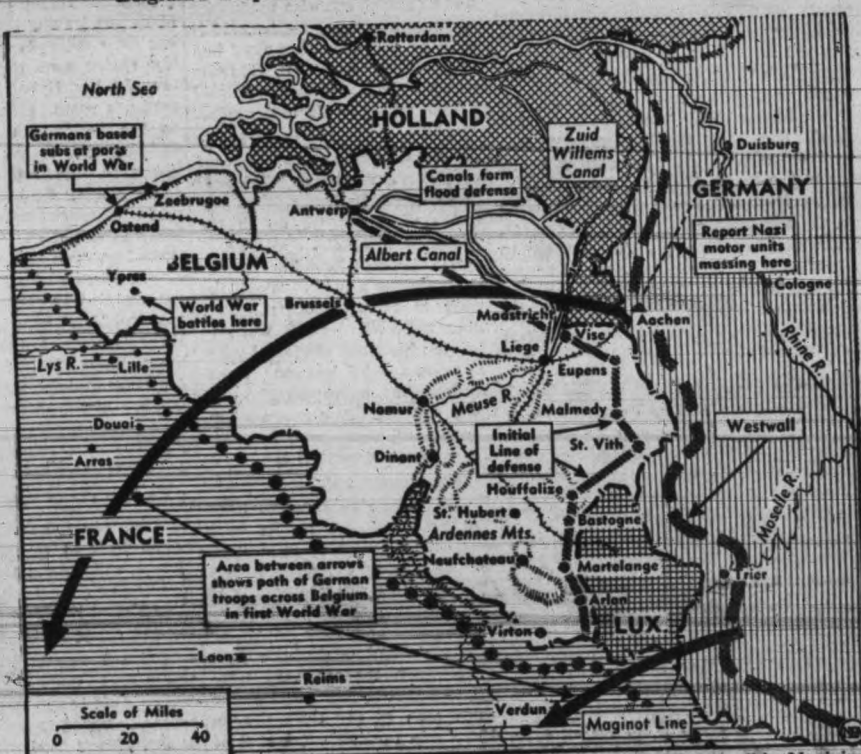 Rotterdam
North Sea
HOLLAND
Germans based
subs at ports
in World War
Zuid
Willems
Canal
Duisburg
Canals form
flood defense
Zeebrugge
GERMANY
Antwerp
Ostend
Report Nazi
motor units
massing here
Albert Canal
BELGIUM
Ypres
Cologne
World War
battles here
Brussels
Maastricht
Aachen
Vise
Rhine R.
Liege
Lys R.
Lille
Eupens
Meuse R.
Namur
Malmedy
Douai
Westwall
Initial
Line of
defense
St. Vith
Arras
Dinant
Moselle R.
Houffalize
St. Hubert
Bastogne
Ardennes Mts.
FRANCE
Neufchateau
Martelange
Area between arrows
shows path of German
troops across Belgium
in first World War
Trier
Arlon
LUX.
Virton
Laon
Reims
Scale of Miles
0 20 40
Verdun
Maginot Line